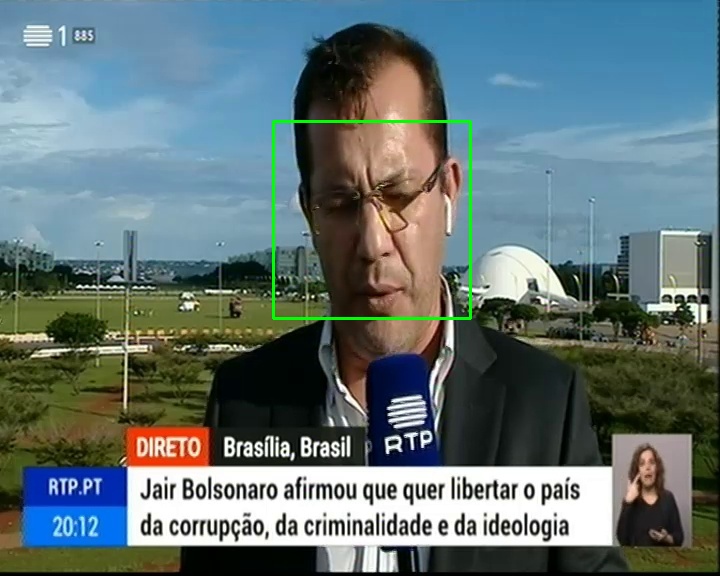 1 885
RTP
DIRETO Brasília, Brasil
RTP.PT
20:12
Jair Bolsonaro afirmou que quer libertar o país
da corrupção, da criminalidade e da ideologia